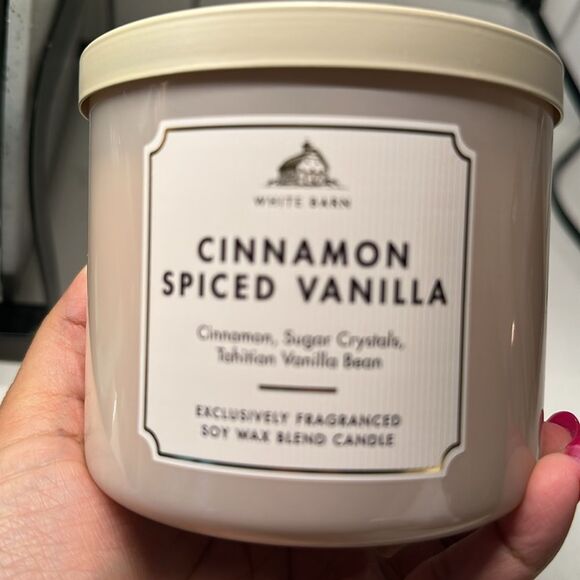 WHITE BARN
CINNAMON
SPICED VANILLA
Cinnamon, Sugar Crystals,
Tahitian Vanilla Bean
EXCLUSIVELY FRAGRANCED
SOY WAX BLEND CANDLE